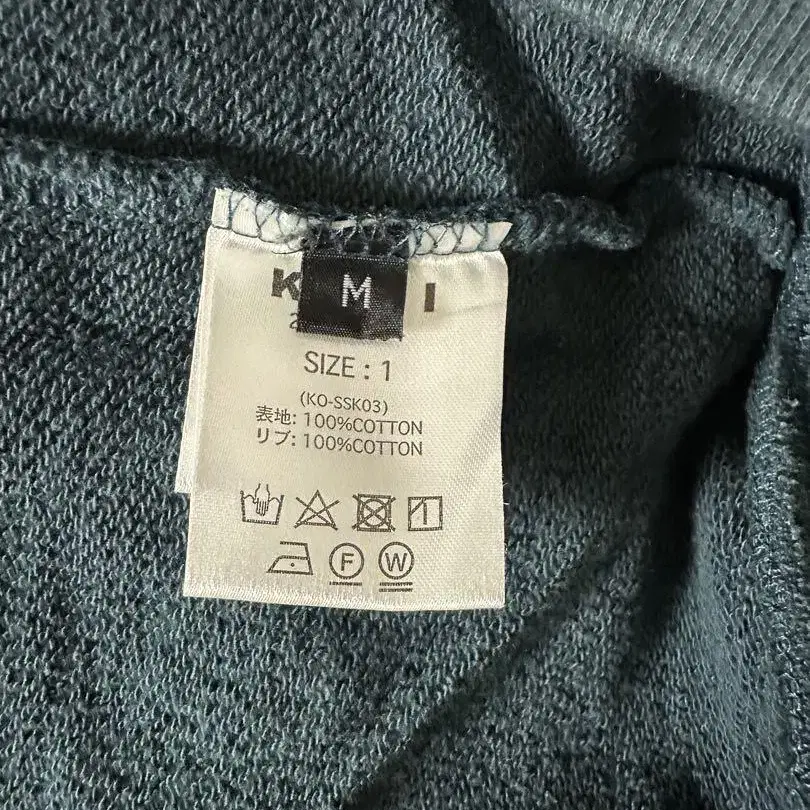 M
SIZE : 1
(KO-SSK03)
表地: 100%COTTON
リブ: 100%COTTON
F W